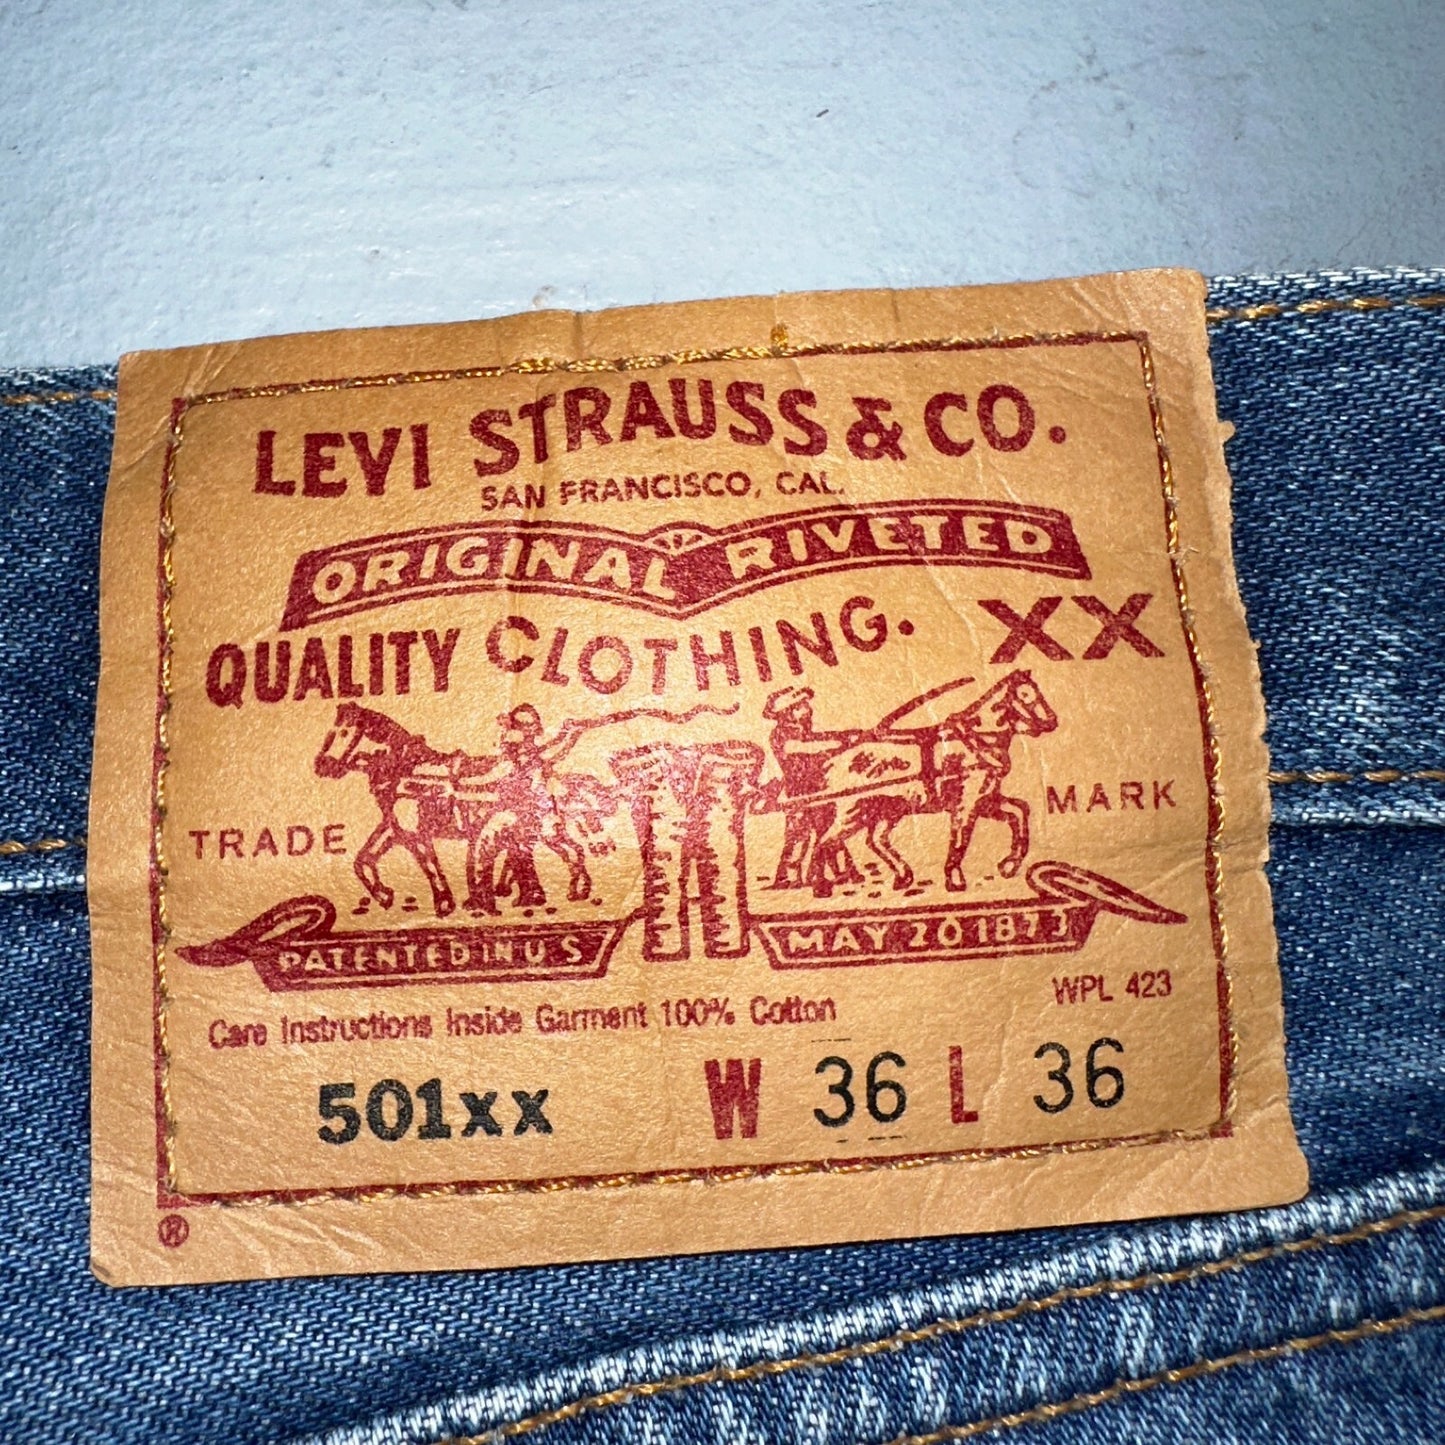 LEVI STRAUSS & CO.
SAN FRANCISCO, CAL.
ORIGINAL RIVETED
QUALITY CLOTHING. XX
TRADE MARK
PATENTED IN U S MAY 20 1873
WPL 423
Care Instructions Inside Garment 100% Cotton
501xx W 36 L 36
®